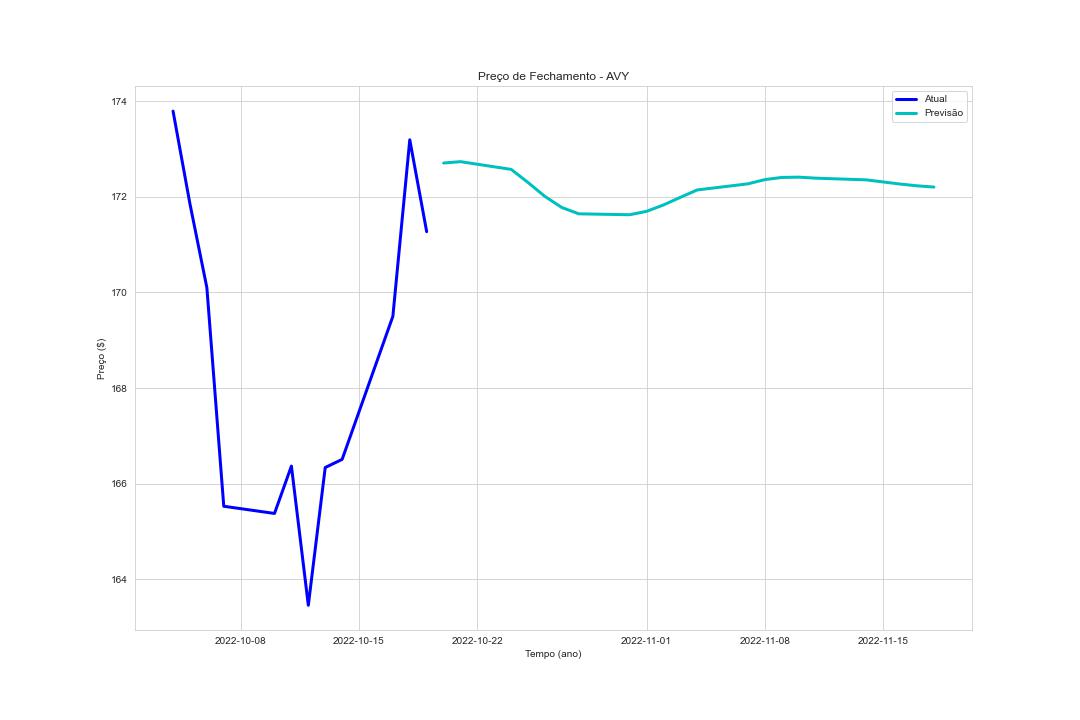 Preço de Fechamento - AVY
Atual
Previsão
174
172
170
168
166
164
Preço ($)
2022-10-08 2022-10-15 2022-10-22 2022-11-01 2022-11-08 2022-11-15
Tempo (ano)